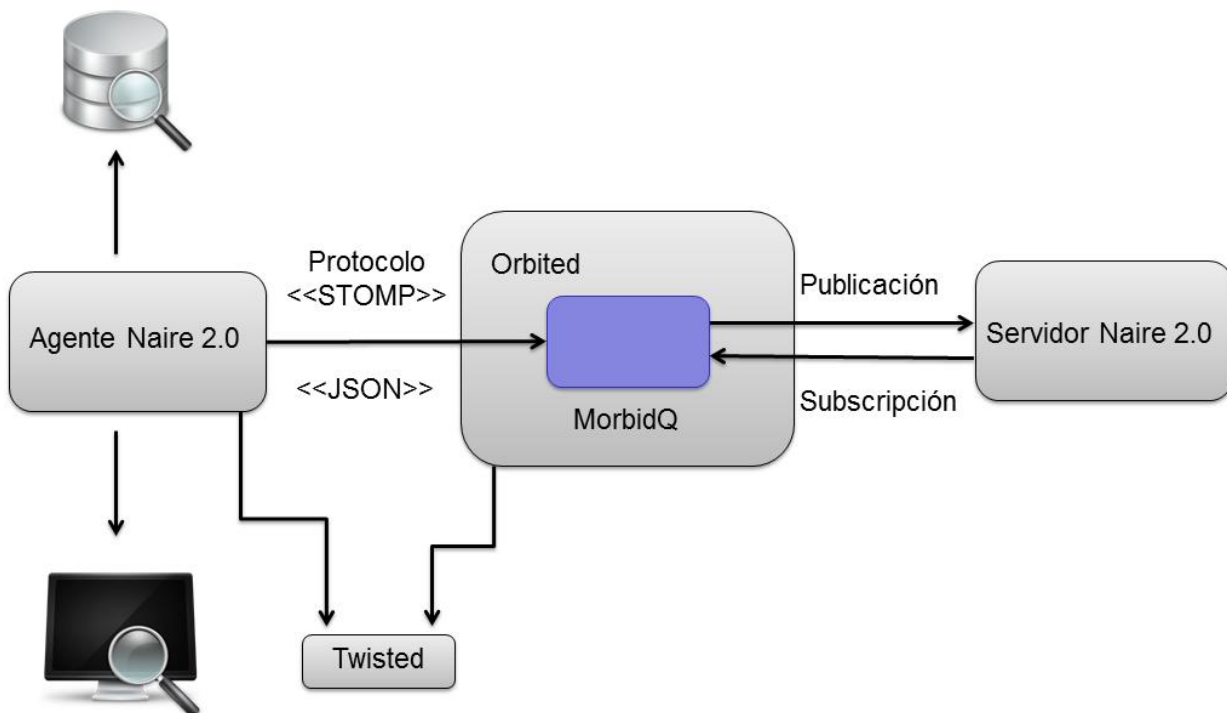 Protocolo
<<STOMP>>
Agente Naire 2.0
<<JSON>>
Orbited
MorbidQ
Publicación
Subscripción
Servidor Naire 2.0
Twisted